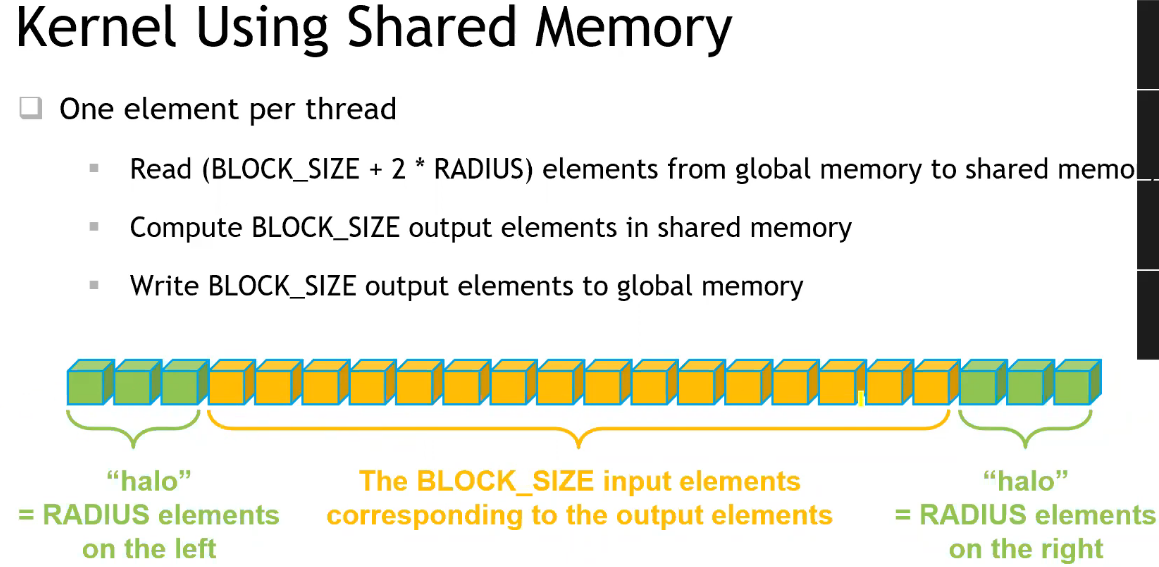 Kernel Using Shared Memory
One element per thread
Read (BLOCK_SIZE + 2 * RADIUS) elements from global memory to shared
Compute BLOCK_SIZE output elements in shared memory
Write BLOCK_SIZE output elements to global memory
“halo”
= RADIUS elements
on the left
The BLOCK_SIZE input elements
corresponding to the output elements
“halo”
= RADIUS elements
on the right